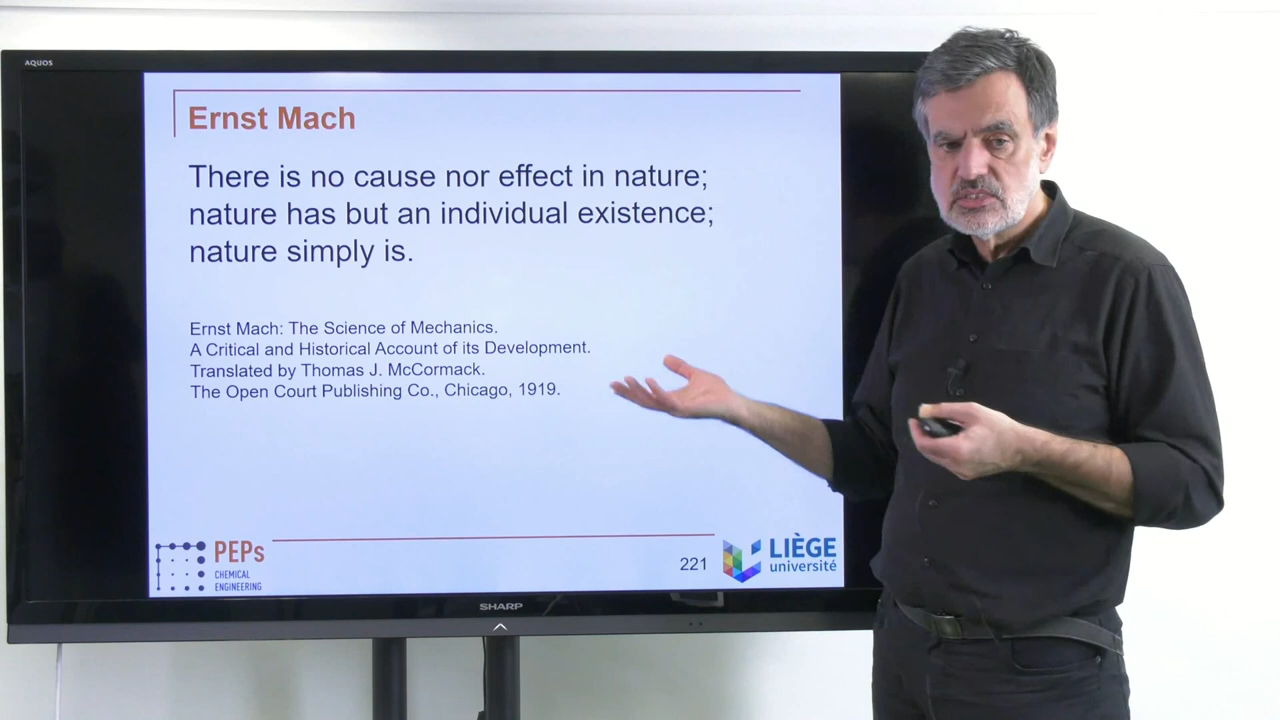 AQUOS
Ernst Mach
There is no cause nor effect in nature;
nature has but an individual existence;
nature simply is.
Ernst Mach: The Science of Mechanics.
A Critical and Historical Account of its Development.
Translated by Thomas J. McCormack.
The Open Court Publishing Co., Chicago, 1919.
PEPs
CHEMICAL
ENGINEERING
221
LIÈGE
université
SHARP